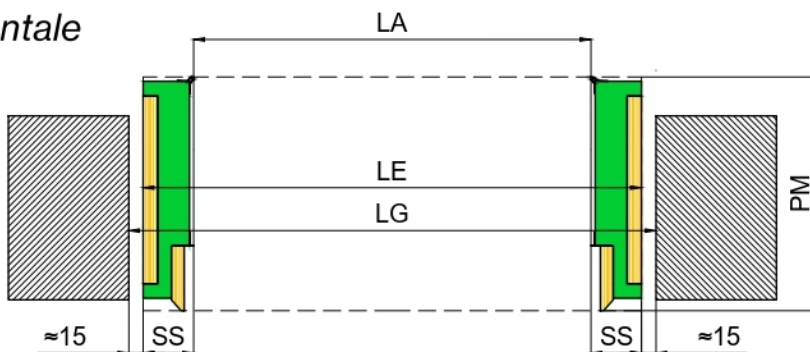 ntale
LA
LE
LG
PM
≈15 SS SS ≈15